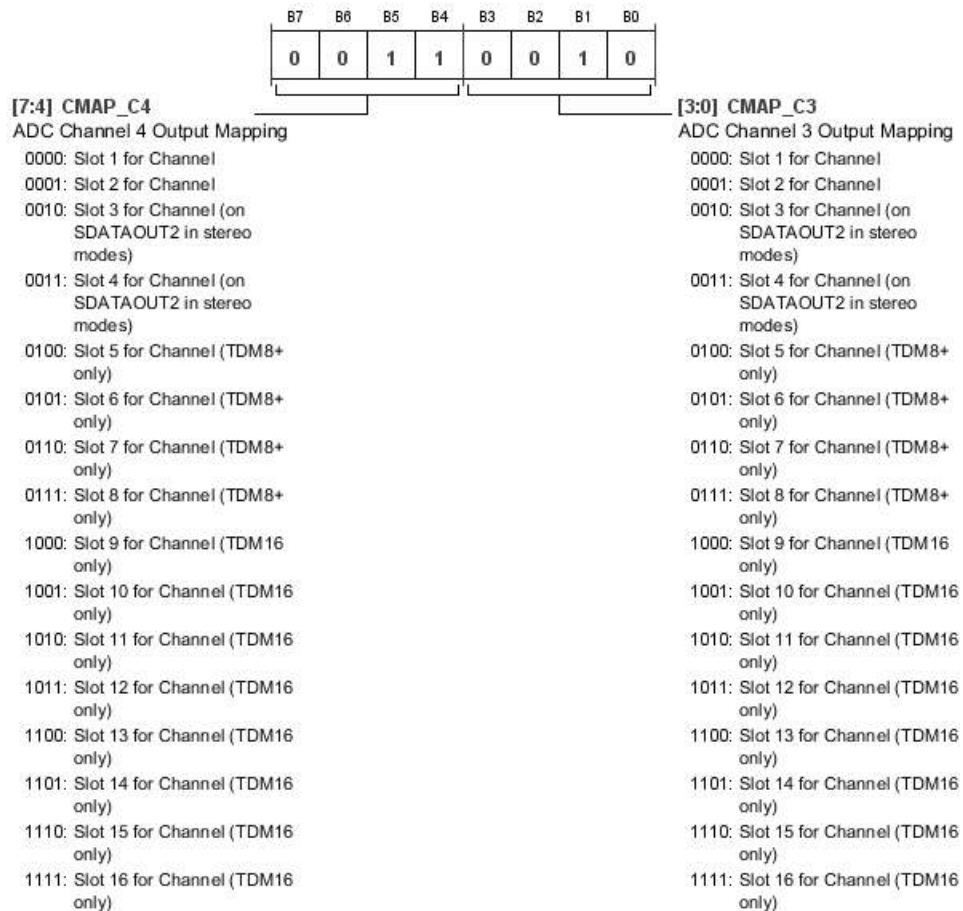 B7 B6 B5 B4 B3 B2 B1 B0
0 0 1 1 0 0 1 0
[7:4] CMAP_C4
ADC Channel 4 Output Mapping
0000: Slot 1 for Channel
0001: Slot 2 for Channel
0010: Slot 3 for Channel (on
SDATAOUT2 in stereo
modes)
0011: Slot 4 for Channel (on
SDATAOUT2 in stereo
modes)
0100: Slot 5 for Channel (TDM8+
only)
0101: Slot 6 for Channel (TDM8+
only)
0110: Slot 7 for Channel (TDM8+
only)
0111: Slot 8 for Channel (TDM8+
only)
1000: Slot 9 for Channel (TDM16
only)
1001: Slot 10 for Channel (TDM16
only)
1010: Slot 11 for Channel (TDM16
only)
1011: Slot 12 for Channel (TDM16
only)
1100: Slot 13 for Channel (TDM16
only)
1101: Slot 14 for Channel (TDM16
only)
1110: Slot 15 for Channel (TDM16
only)
1111: Slot 16 for Channel (TDM16
only)
[3:0] CMAP_C3
ADC Channel 3 Output Mapping
0000: Slot 1 for Channel
0001: Slot 2 for Channel
0010: Slot 3 for Channel (on
SDATAOUT2 in stereo
modes)
0011: Slot 4 for Channel (on
SDATAOUT2 in stereo
modes)
0100: Slot 5 for Channel (TDM8+
only)
0101: Slot 6 for Channel (TDM8+
only)
0110: Slot 7 for Channel (TDM8+
only)
0111: Slot 8 for Channel (TDM8+
only)
1000: Slot 9 for Channel (TDM16
only)
1001: Slot 10 for Channel (TDM16
only)
1010: Slot 11 for Channel (TDM16
only)
1011: Slot 12 for Channel (TDM16
only)
1100: Slot 13 for Channel (TDM16
only)
1101: Slot 14 for Channel (TDM16
only)
1110: Slot 15 for Channel (TDM16
only)
1111: Slot 16 for Channel (TDM16
only)